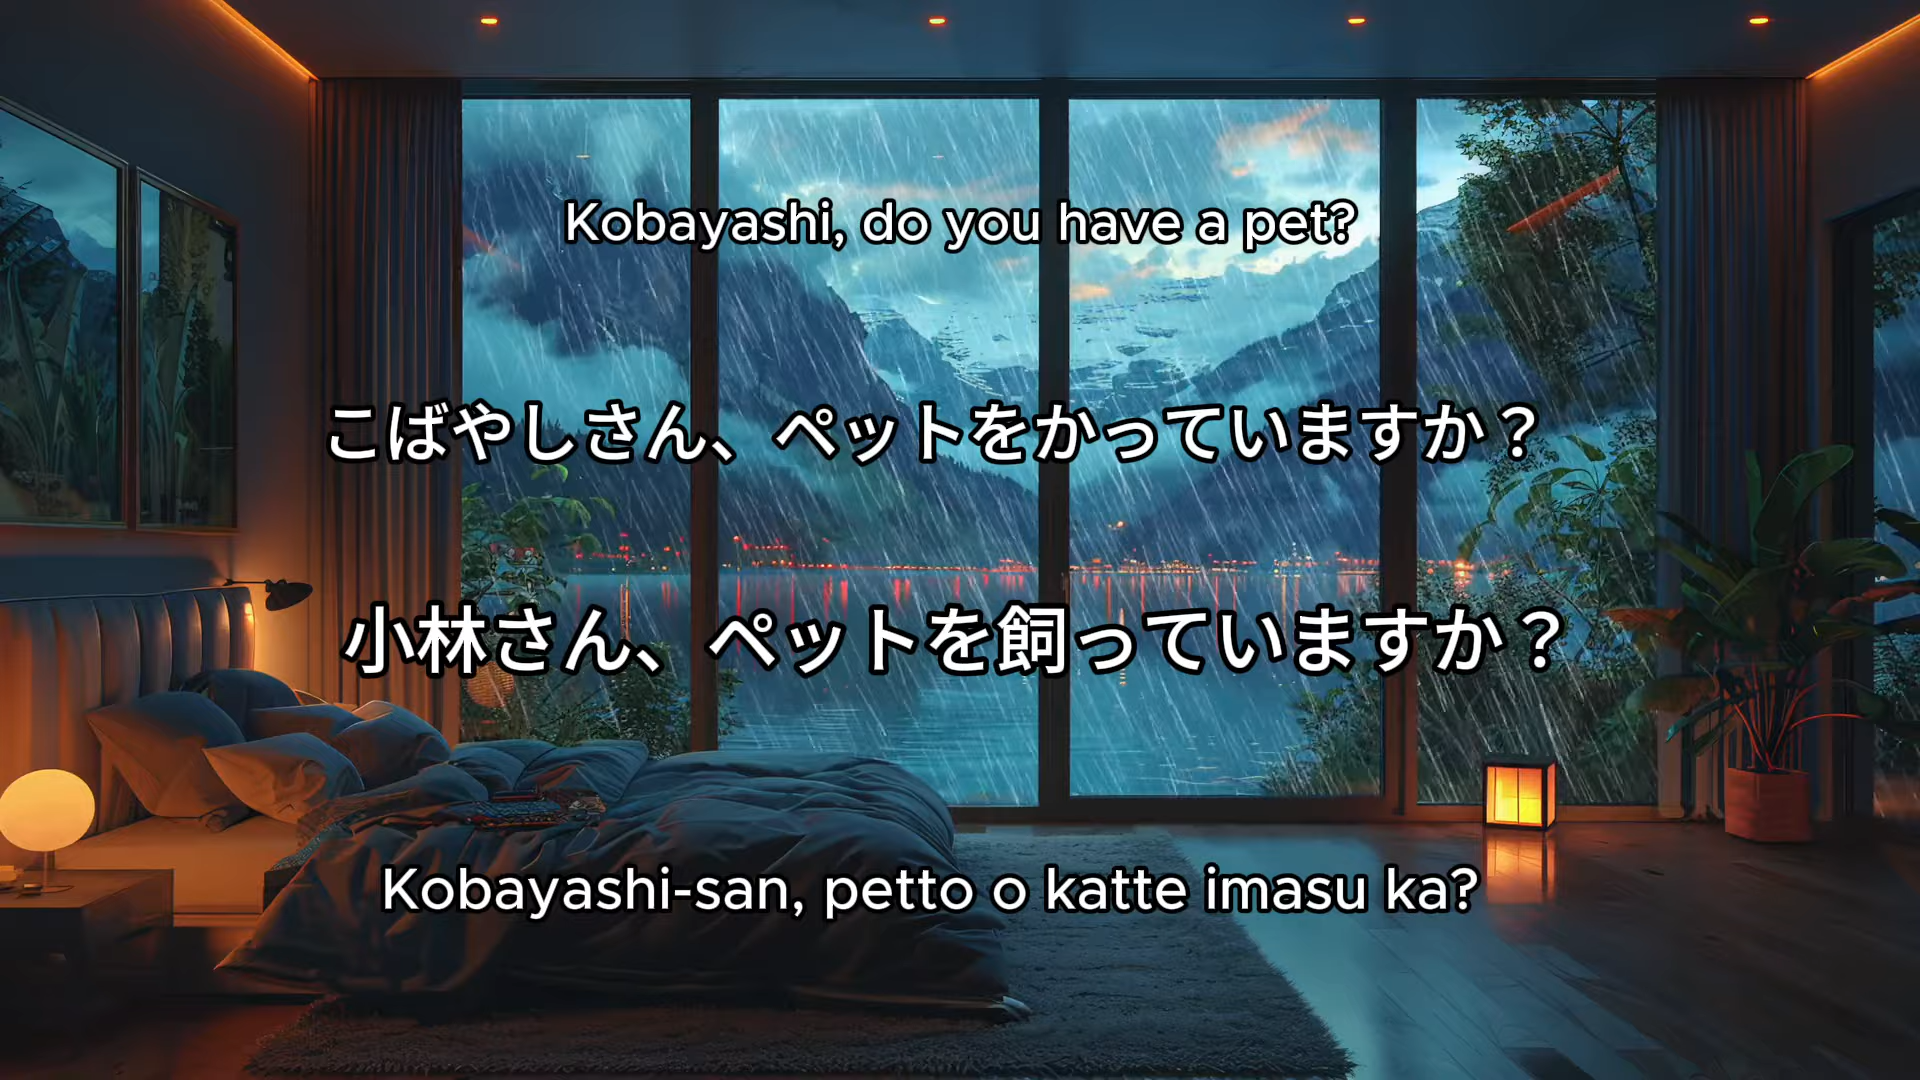 Kobayashi, do you have a pet?
こばやしさん、ペットをかっていますか？
小林さん、ペットを飼っていますか？
Kobayashi-san, petto o katte imasu ka?